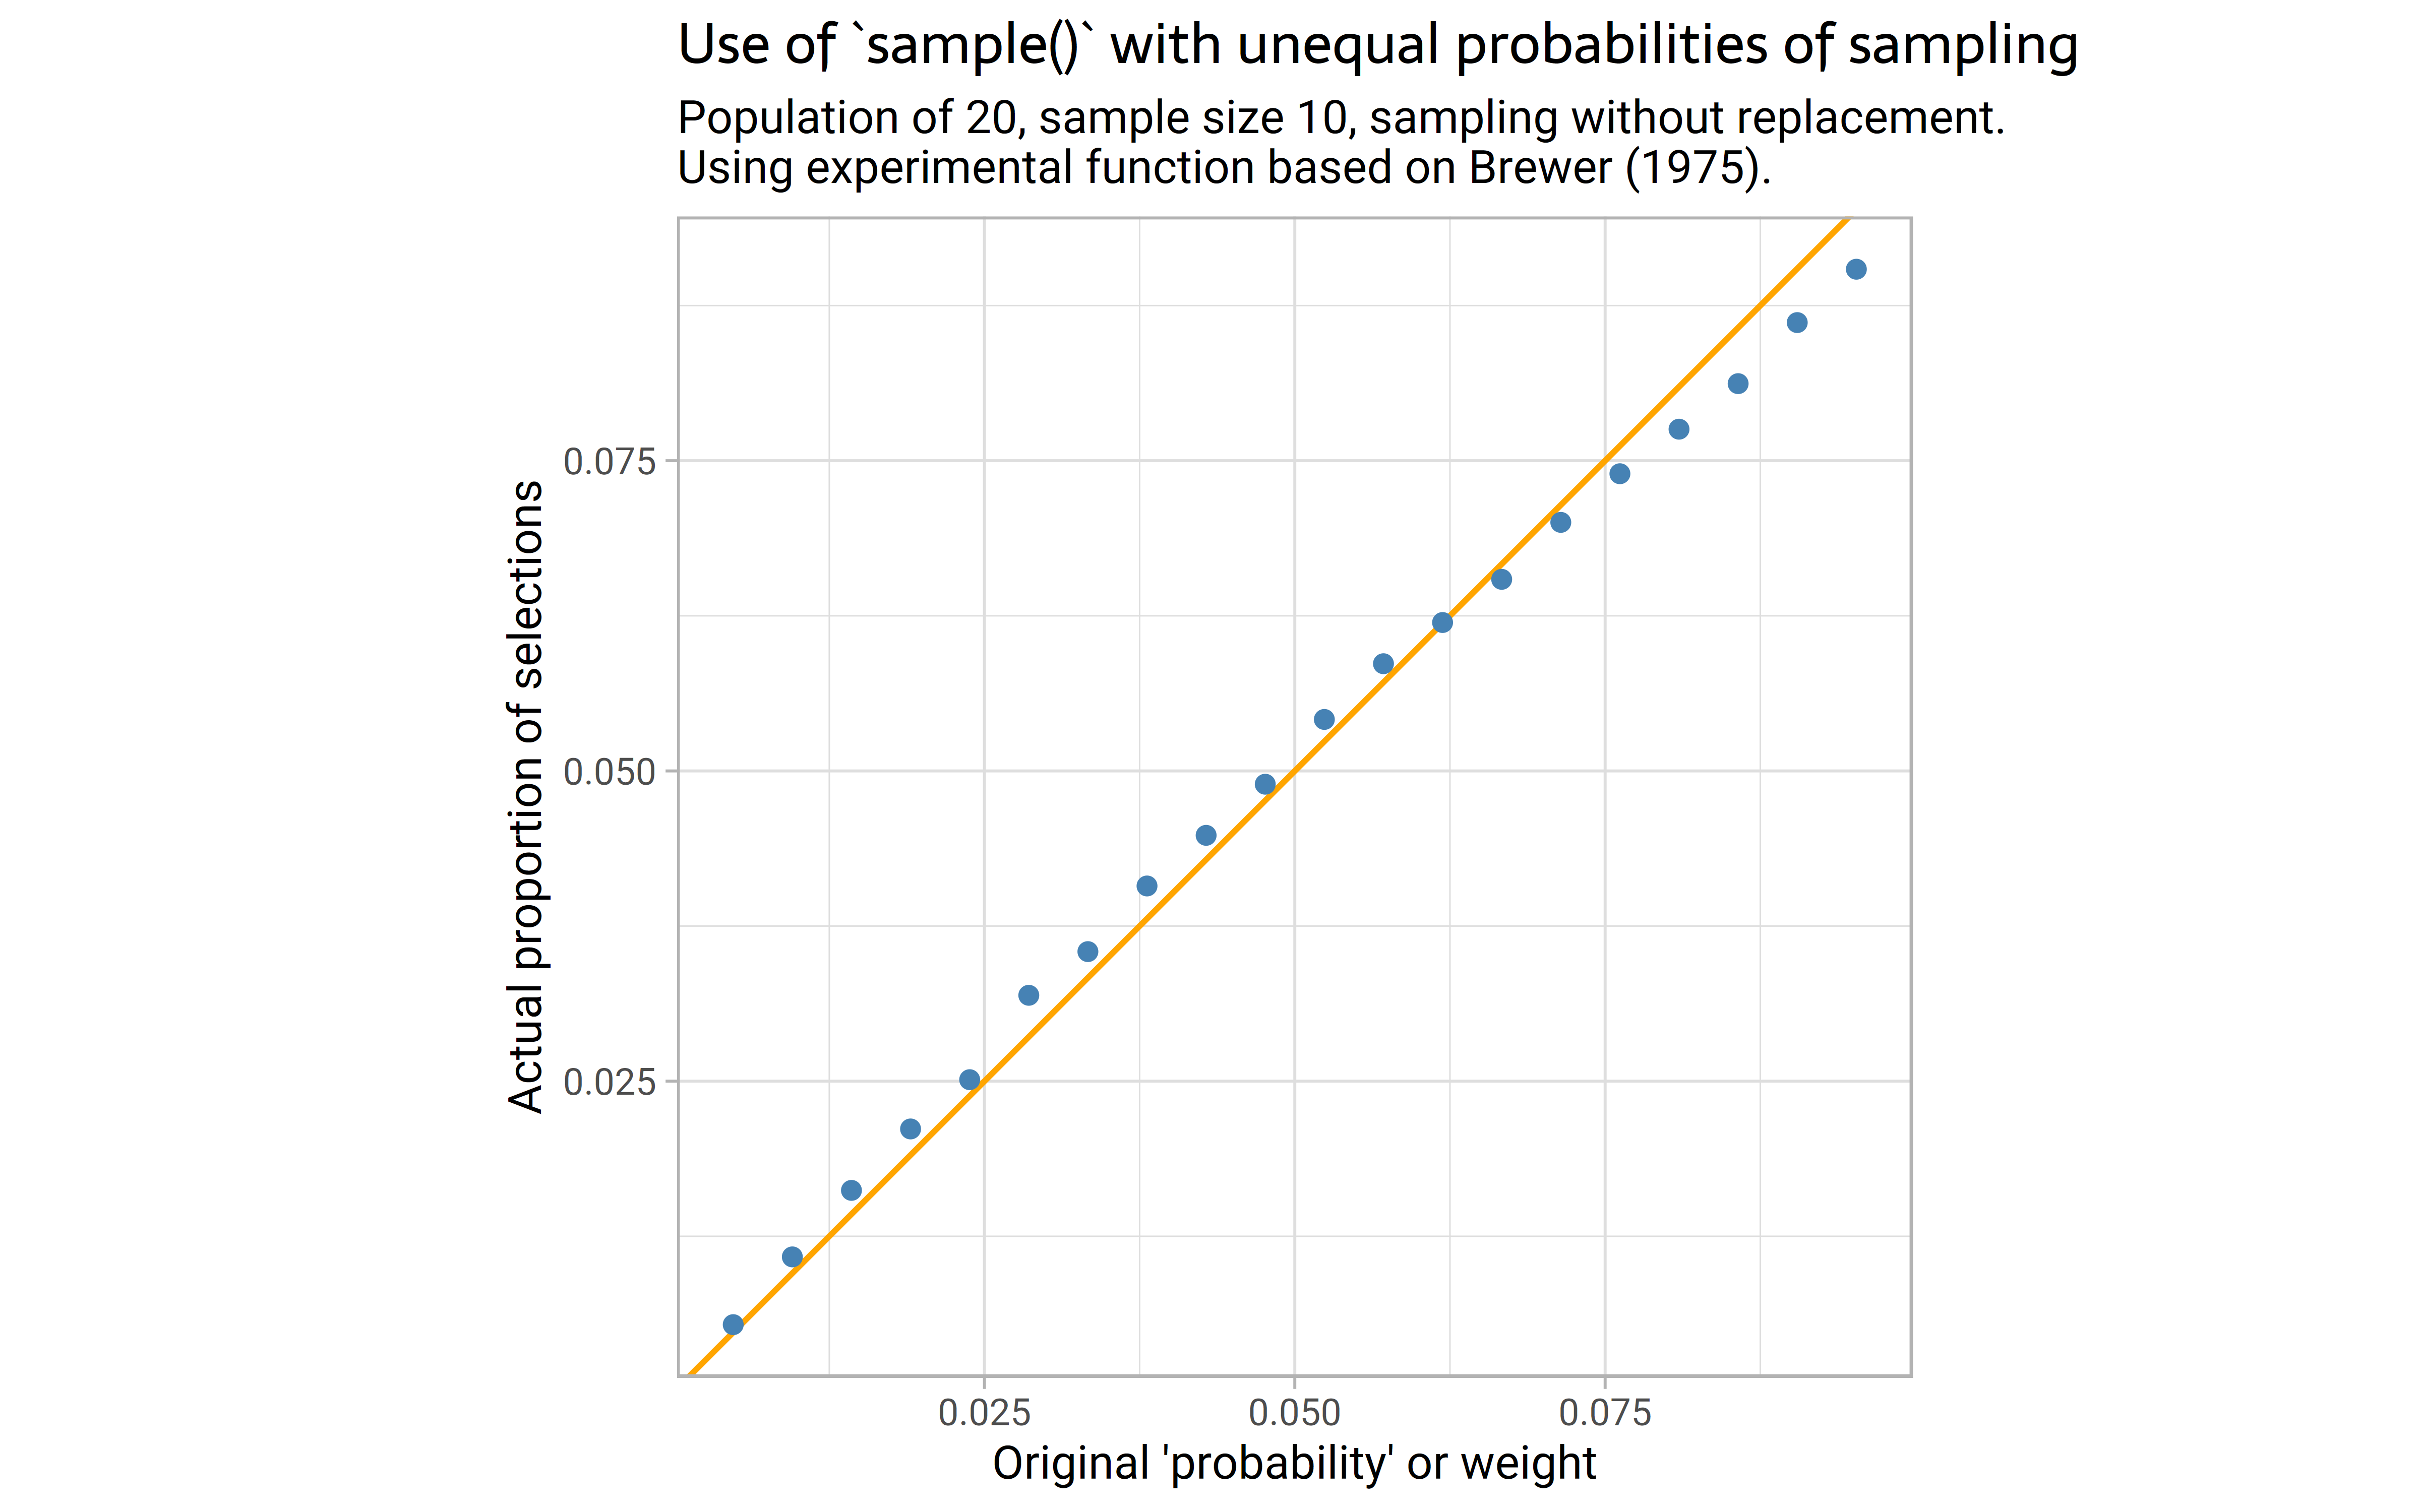 Use of `sample()` with unequal probabilities of sampling
Population of 20, sample size 10, sampling without replacement.
Using experimental function based on Brewer (1975).
Actual proportion of selections
0.075
0.050
0.025
0.025
0.050
0.075
Original 'probability' or weight